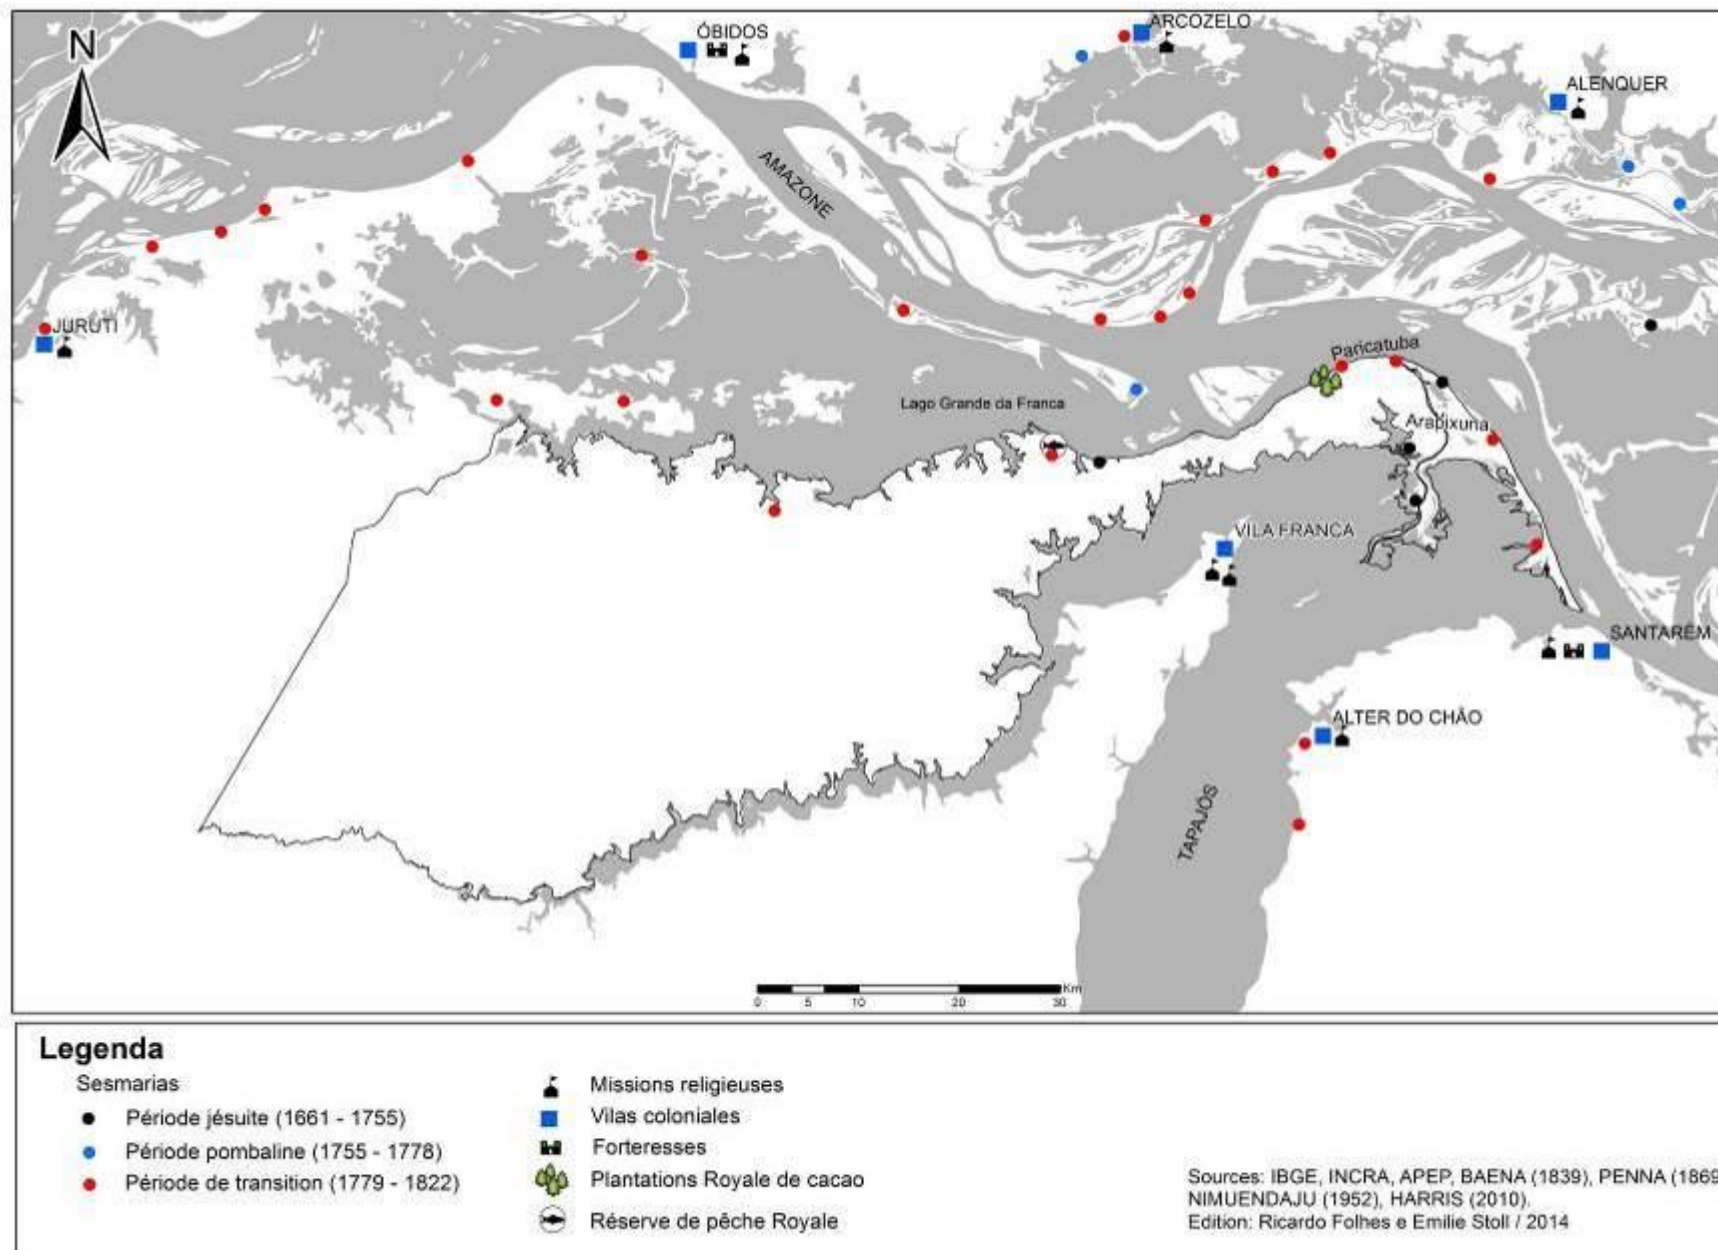 N
ÓBIDOS
ARCOZELO
ALENQUER
AMAZONE
JURUTI
Paricatuba
Lago Grande da Franca
Arapixuna
VILA FRANCA
SANTARÉM
ALTER DO CHÂO
TAPAJÓS
0 5 10 20 30 Km
Legenda
Sesmarias
Période jésuite (1661 - 1755)
Période pombaline (1755 - 1778)
Période de transition (1779 - 1822)
Missions religieuses
Vilas coloniales
Forteresses
Plantations Royale de cacao
Réserve de pêche Royale
Sources: IBGE, INCRA, APEP, BAENA (1839), PENNA (1869
NIMUENDAJU (1952), HARRIS (2010).
Edition: Ricardo Folhes e Emilie Stoll / 2014